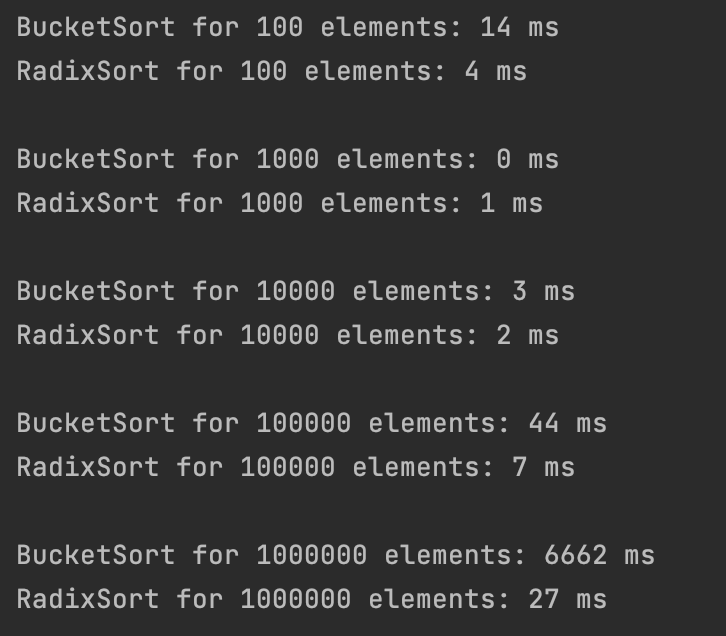 BucketSort for 100 elements: 14 ms
RadixSort for 100 elements: 4 ms
BucketSort for 1000 elements: 0 ms
RadixSort for 1000 elements: 1 ms
BucketSort for 10000 elements: 3 ms
RadixSort for 10000 elements: 2 ms
BucketSort for 100000 elements: 44 ms
RadixSort for 100000 elements: 7 ms
BucketSort for 1000000 elements: 6662 ms
RadixSort for 1000000 elements: 27 ms